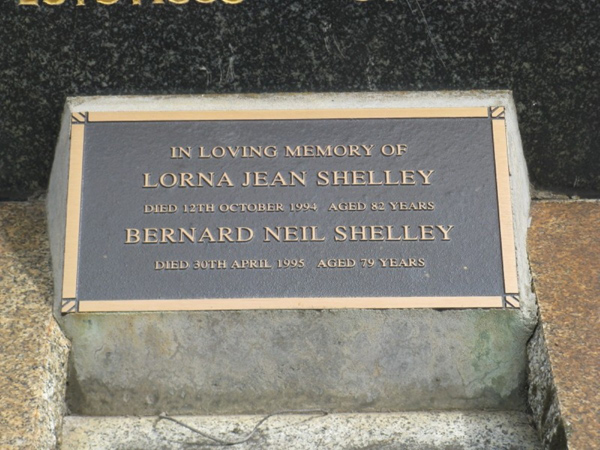 IN LOVING MEMORY OF
LORNA JEAN SHELLEY
DIED 12TH OCTOBER 1994 AGED 82 YEARS
BERNARD NEIL SHELLEY
DIED 30TH APRIL 1995 AGED 79 YEARS